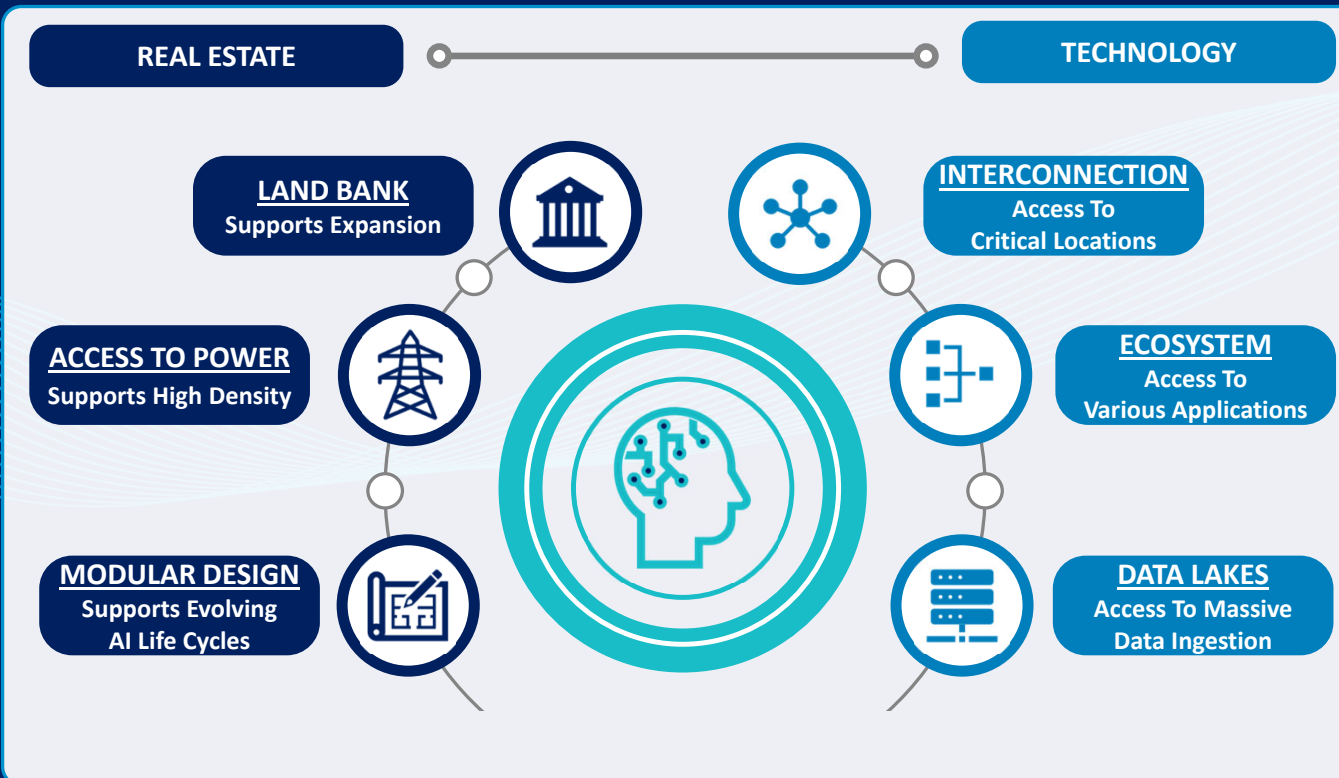 REAL ESTATE
TECHNOLOGY
LAND BANK
Supports Expansion
INTERCONNECTION
Access To
Critical Locations
ACCESS TO POWER
Supports High Density
ECOSYSTEM
Access To
Various Applications
MODULAR DESIGN
Supports Evolving
AI Life Cycles
DATA LAKES
Access To Massive
Data Ingestion